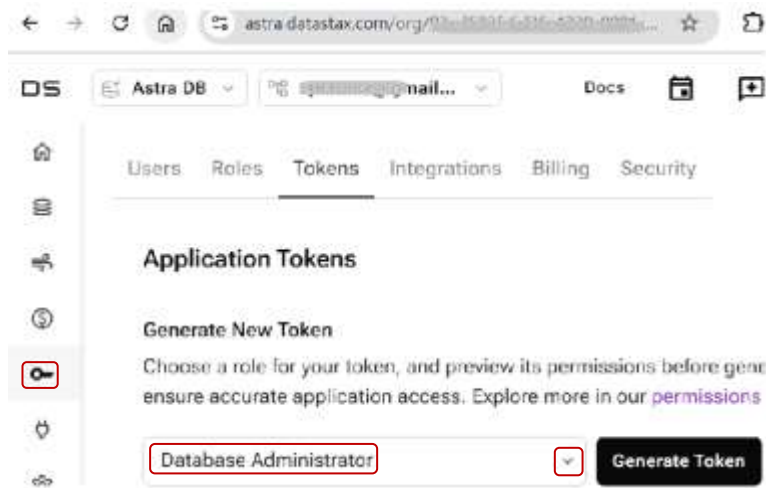 astra.datastax.com/org/
DS Astra DB mail... Docs
Users Roles Tokens Integrations Billing Security
Application Tokens
Generate New Token
Choose a role for your token, and preview its permissions before gene
ensure accurate application access. Explore more in our permissions
Database Administrator Generate Token